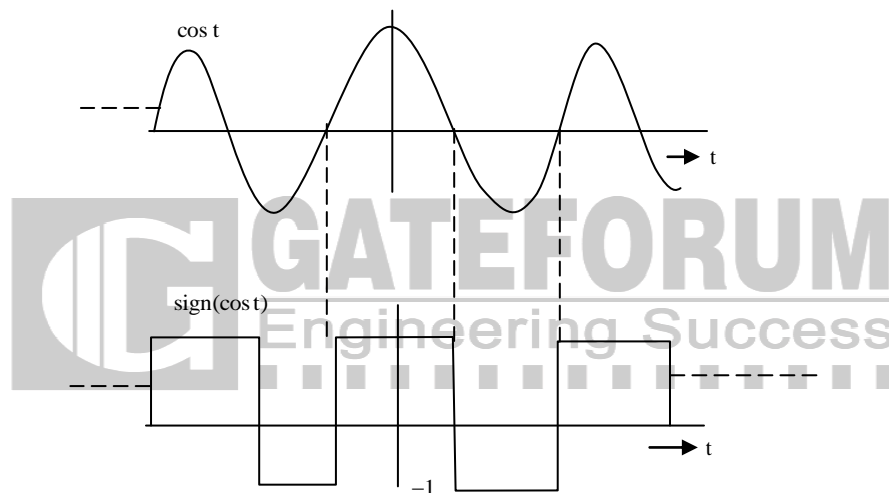 cos t
t
GATEFORUM
sign(cos t)
Engineering Success
t
–1